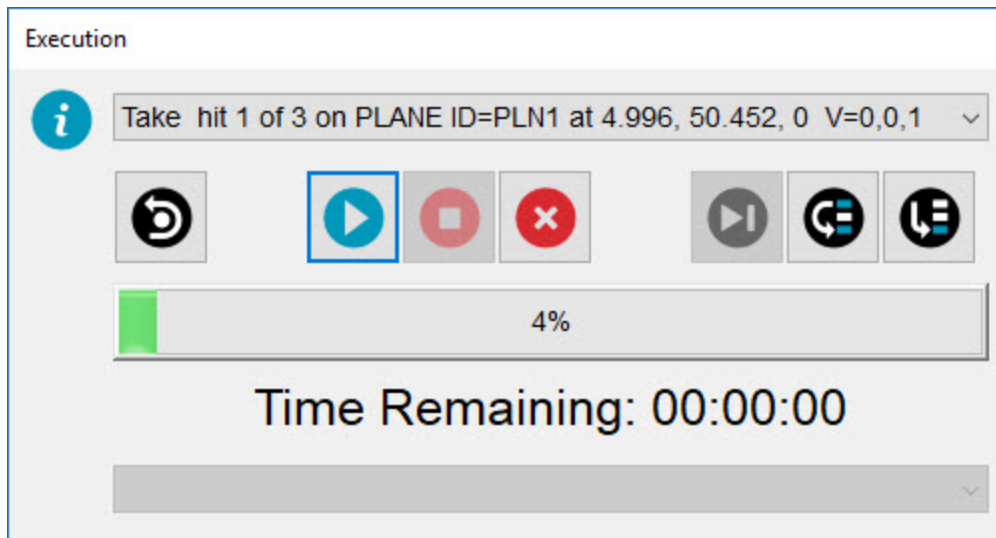 Execution
i
Take  hit 1 of 3 on PLANE ID=PLN1 at 4.996, 50.452, 0  V=0,0,1
4%
Time Remaining: 00:00:00